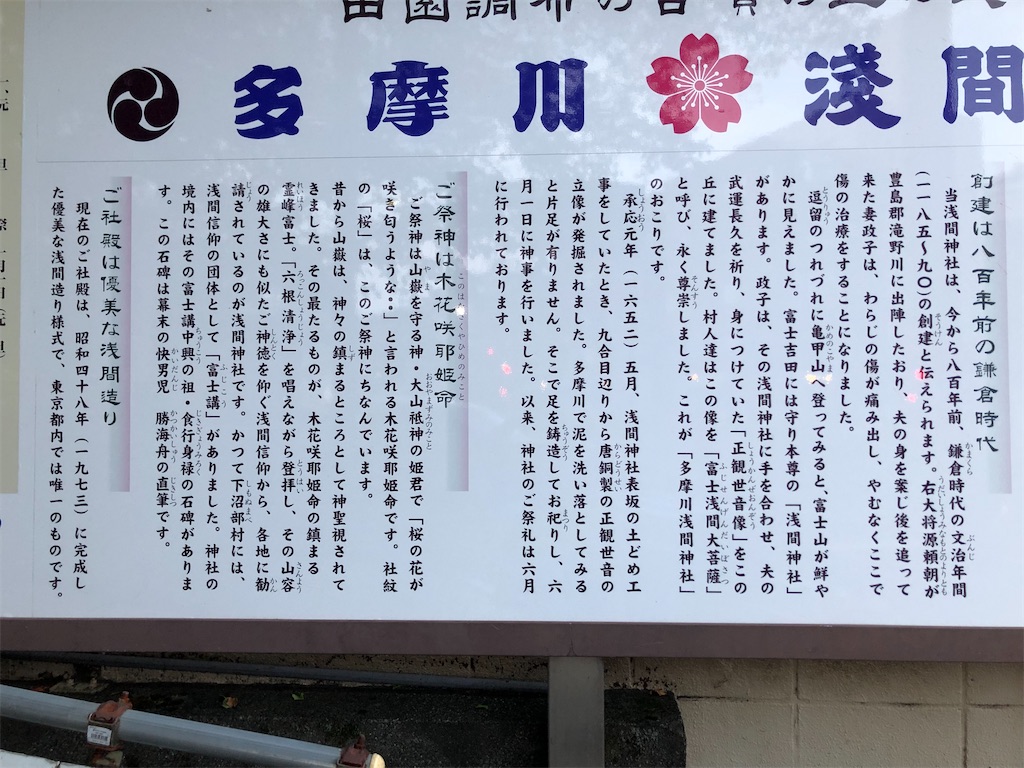 田園調布の
多摩川浅間
創建は八百年前の鎌倉時代
当浅間神社は、今から八百年前、鎌倉時代の文治年間
(一一八五〜九〇)の創建と伝えられます。右大将源頼朝が
豊島郡滝野川に出陣したおり、夫の身を案じ後を追って
来た妻政子は、わらじの傷が痛み出し、やむなくここで
傷の治療をすることになりました。
逗留のつれづれに亀甲山へ登ってみると、富士山が鮮や
かに見えました。富士吉田には守り本尊の「浅間神社」
があります。政子は、その浅間神社に手を合わせ、夫の
武運長久を祈り、身につけていた「正観世音像」をこの
丘に建てました。村人達はこの像を「富士浅間大菩薩」
と呼び、永く尊崇しました。これが「多摩川浅間神社」
のおこりです。
承応元年(一六五二)五月、浅間神社表坂の土どめ工
事をしていたとき、九合目辺りから唐銅製の正観世音の
立像が発掘されました。多摩川で泥を洗い落としてみる
と片足が有りません。そこで足を鋳造してお祀りし、六
月一日に神事を行いました。以来、神社のご祭礼は六月
に行われております。
ご祭神は木花咲耶姫命
ご祭神は山嶽を守る神・大山祗神の姫君で「桜の花が
咲き匂うような・・」と言われる木花咲耶姫命です。社紋
の「桜」は、このご祭神にちなんでいます。
昔から山嶽は、神々の鎮まるところとして神聖視されて
きました。その最たるものが、木花咲耶姫命の鎮まる
霊峰富士。「六根清浄」を唱えながら登拝し、その山容
の雄大さにも似たご神徳を仰ぐ浅間信仰から、各地に勧
請されているのが浅間神社です。かつて下沼部村には、
浅間信仰の団体として「富士講」がありました。神社の
境内にはその富士講中興の祖・食行身禄の石碑がありま
す。この石碑は幕末の快男児 勝海舟の直筆です。
ご社殿は優美な浅間造り
現在のご社殿は、昭和四十八年(一九七三)に完成し
た優美な浅間造り様式で、東京都内では唯一のものです。